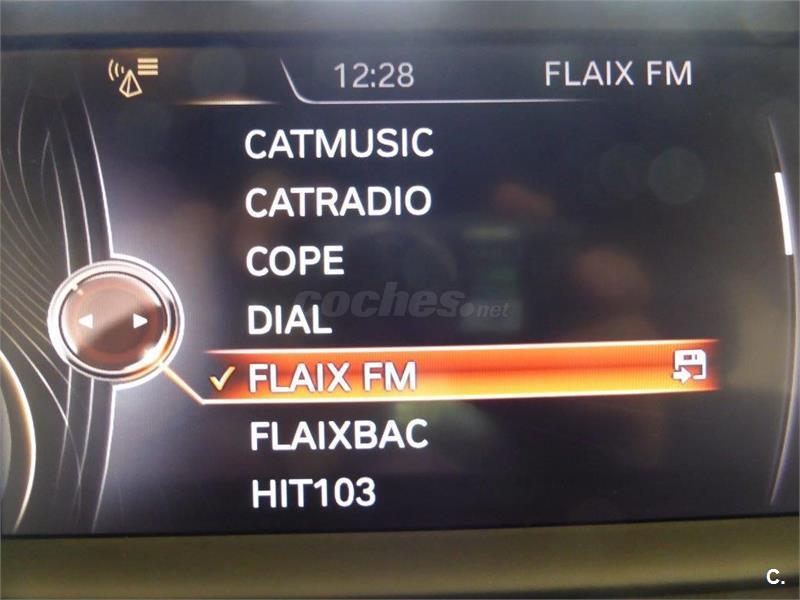 12:28 FLAIX FM
CATMUSIC
CATRADIO
COPE
coches.net
DIAL
FLAIX FM
FLAIXBAC
HIT103
C.